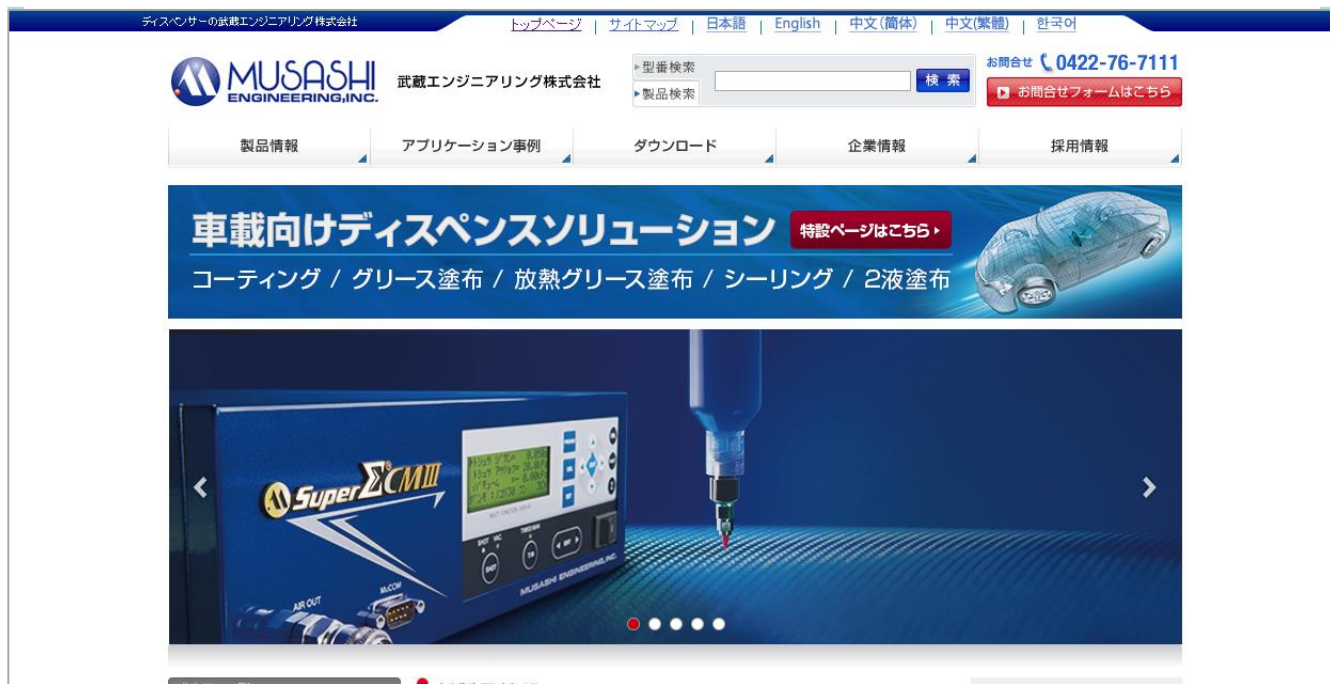 ディスペンサーの武蔵エンジニアリング株式会社
トップページ | サイトマップ | 日本語 | English | 中文(简体) | 中文(繁體) | 한국어
MUSASHI
ENGINEERING,INC.
武蔵エンジニアリング株式会社
型番検索
製品検索
検 索
お問合せ 0422-76-7111
お問合せフォームはこちら
製品情報
アプリケーション事例
ダウンロード
企業情報
採用情報
車載向けディスペンスソリューション
特設ページはこちら
コーティング / グリース塗布 / 放熱グリース塗布 / シーリング / 2液塗布
Super ΣCMIII
SHOT
VAC.
TIMED/MAN.
SHOT
T/M
MUSASHI ENGINEERING,INC.
AIR OUT
MuCOM